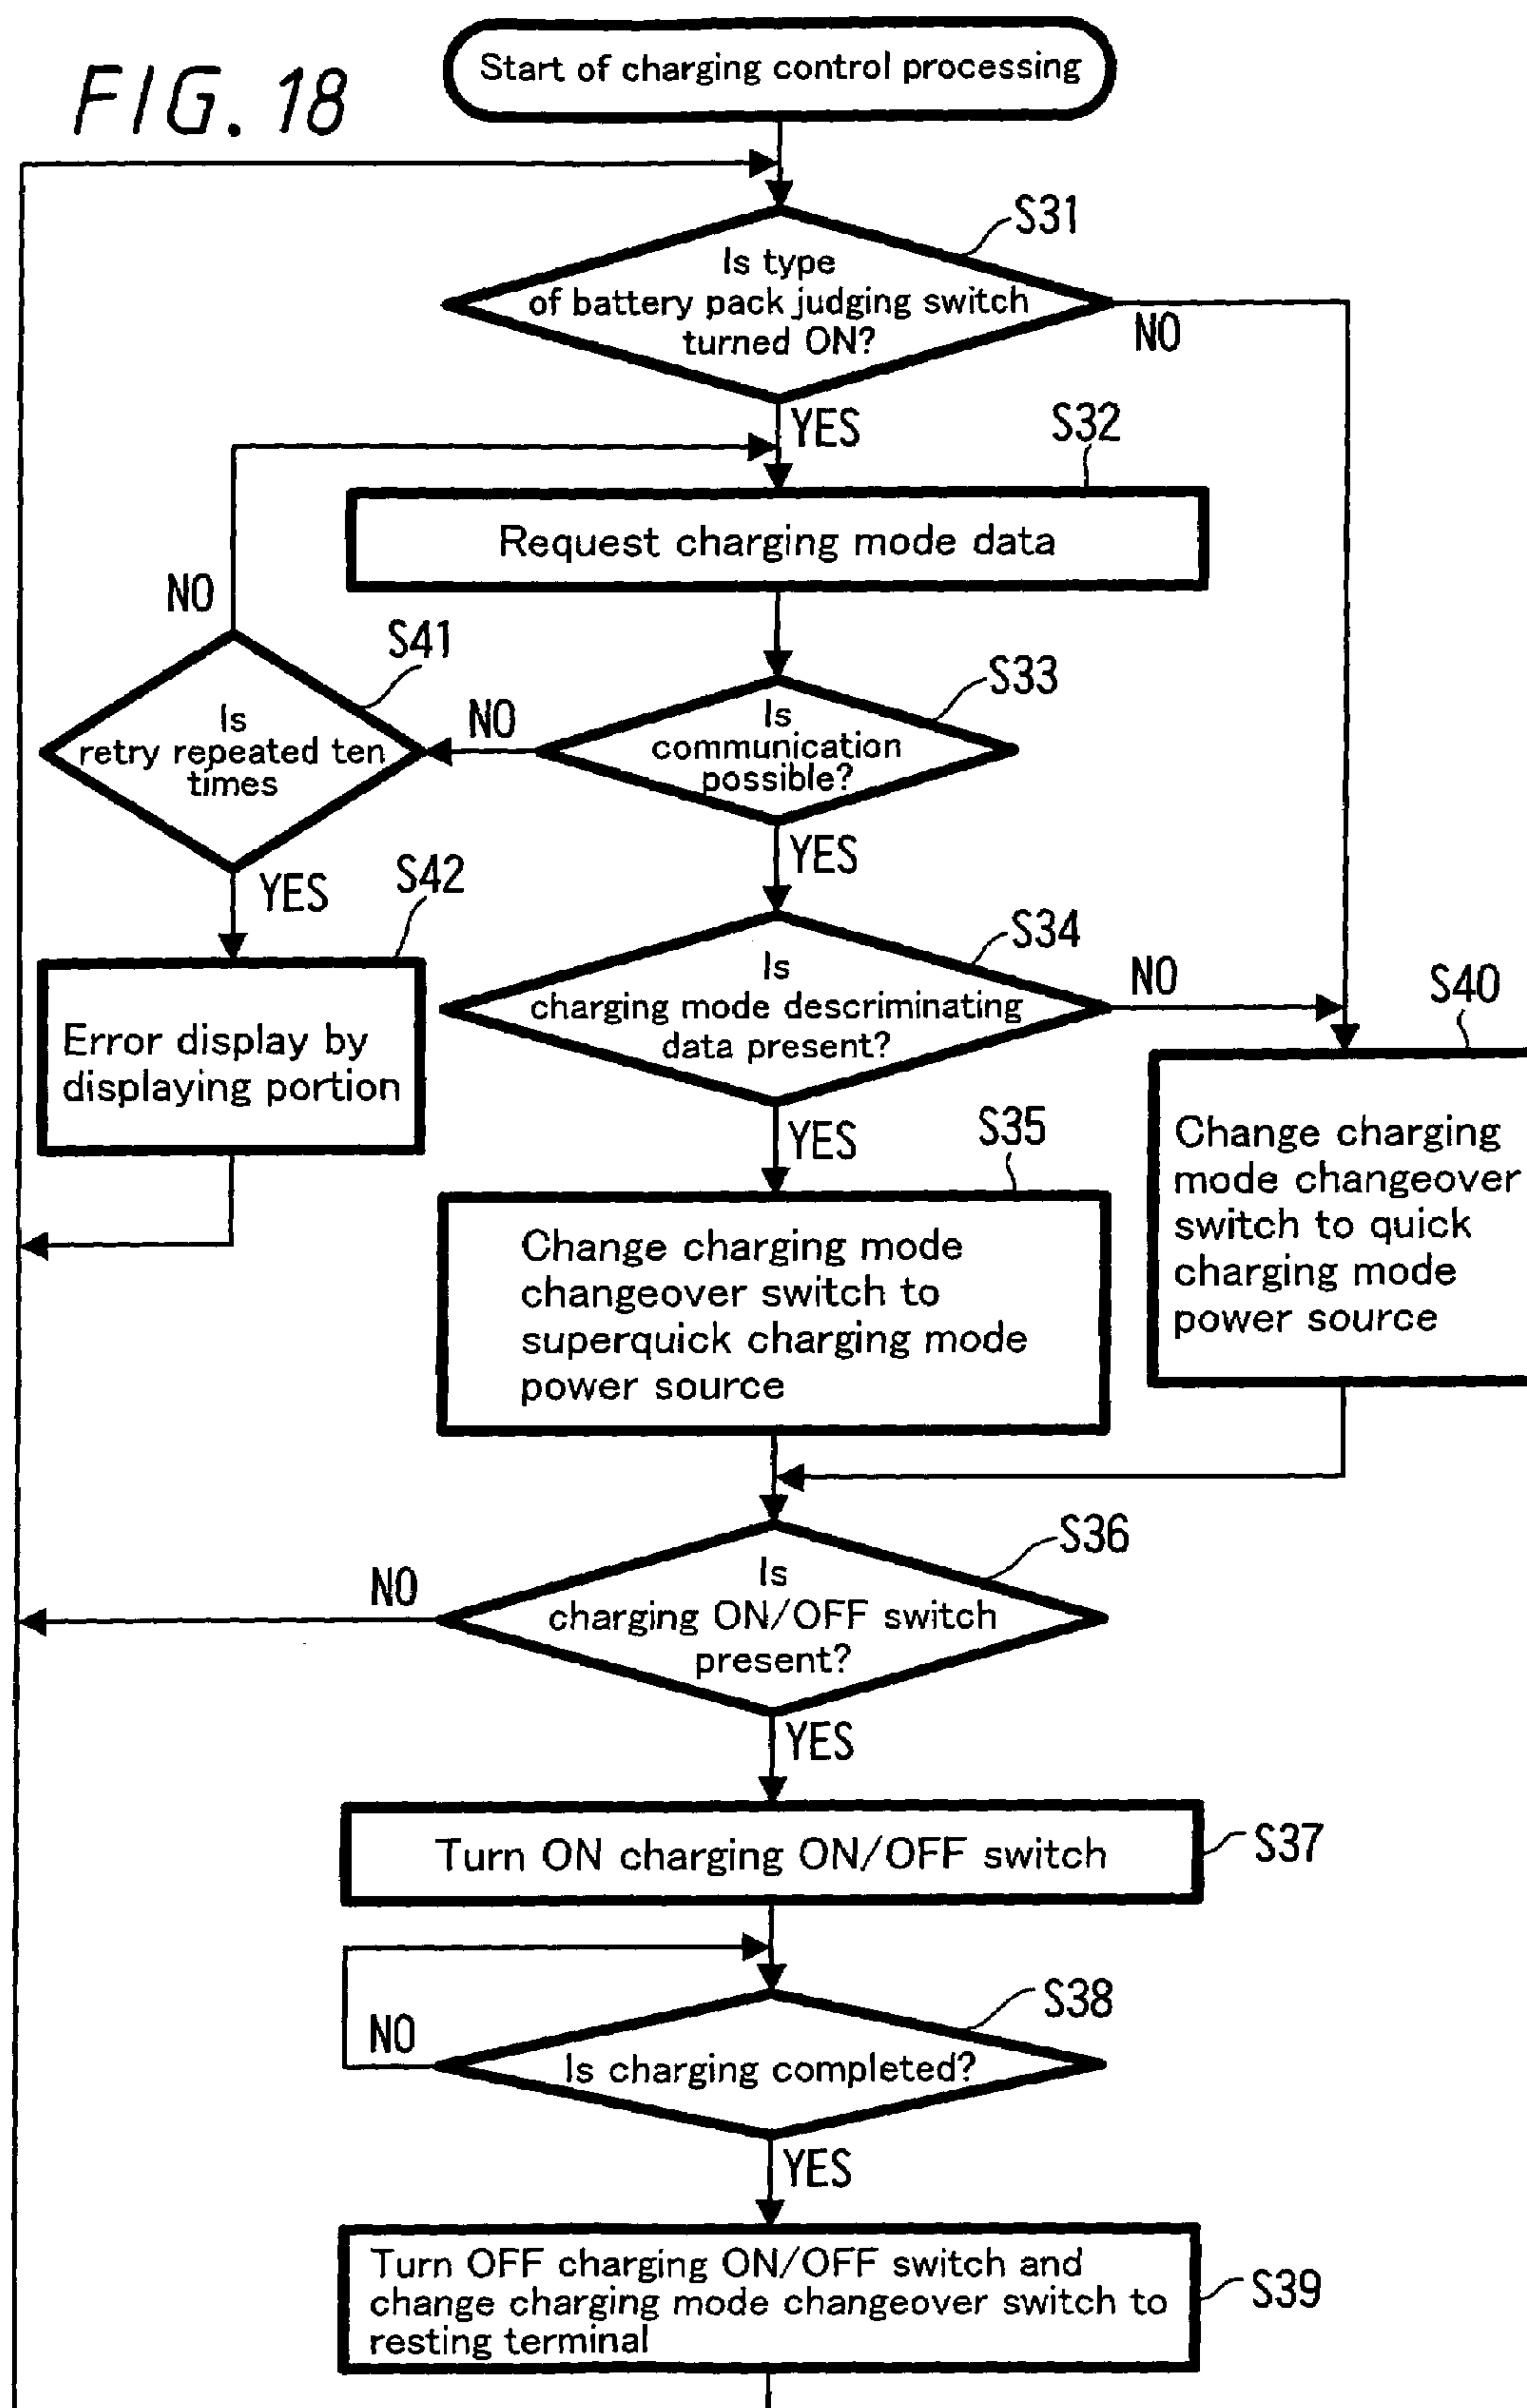 FIG. 18
Start of charging control processing
S31
Is type
of battery pack judging switch
turned ON?
NO
YES
S32
Request charging mode data
NO
S41
Is
retry repeated ten
times
NO
S33
Is
communication
possible?
YES
YES
S42
Error display by
displaying portion
S34
Is
charging mode descriminating
data present?
NO
S40
Change charging
mode changeover
switch to quick
charging mode
power source
YES
S35
Change charging mode
changeover switch to
superquick charging mode
power source
S36
Is
charging ON/OFF switch
present?
NO
YES
Turn ON charging ON/OFF switch
S37
S38
NO
Is charging completed?
YES
Turn OFF charging ON/OFF switch and
change charging mode changeover switch to
resting terminal
S39